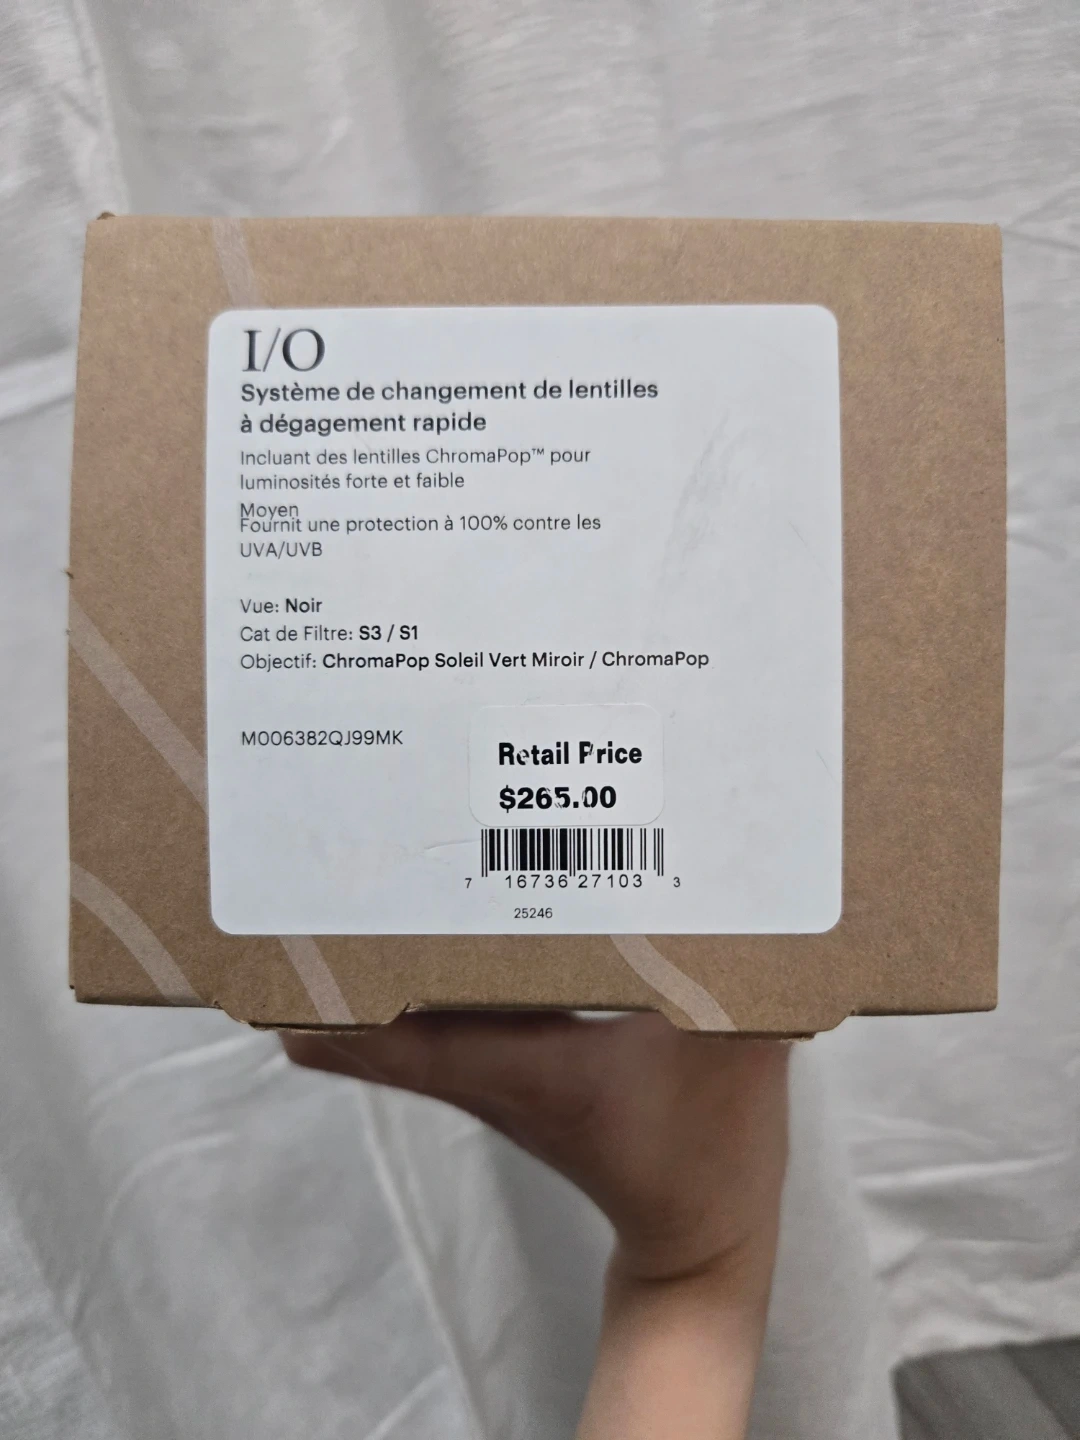 I/O
Système de changement de lentilles
à dégagement rapide
Incluant des lentilles ChromaPop™ pour
luminosités forte et faible
Moyen
Fournit une protection à 100% contre les
UVA/UVB
Vue: Noir
Cat de Filtre: S3 / S1
Objectif: ChromaPop Soleil Vert Miroir / ChromaPop
M006382QJ99MK
Retail Price
$265.00
7 16736 27103 3
25246